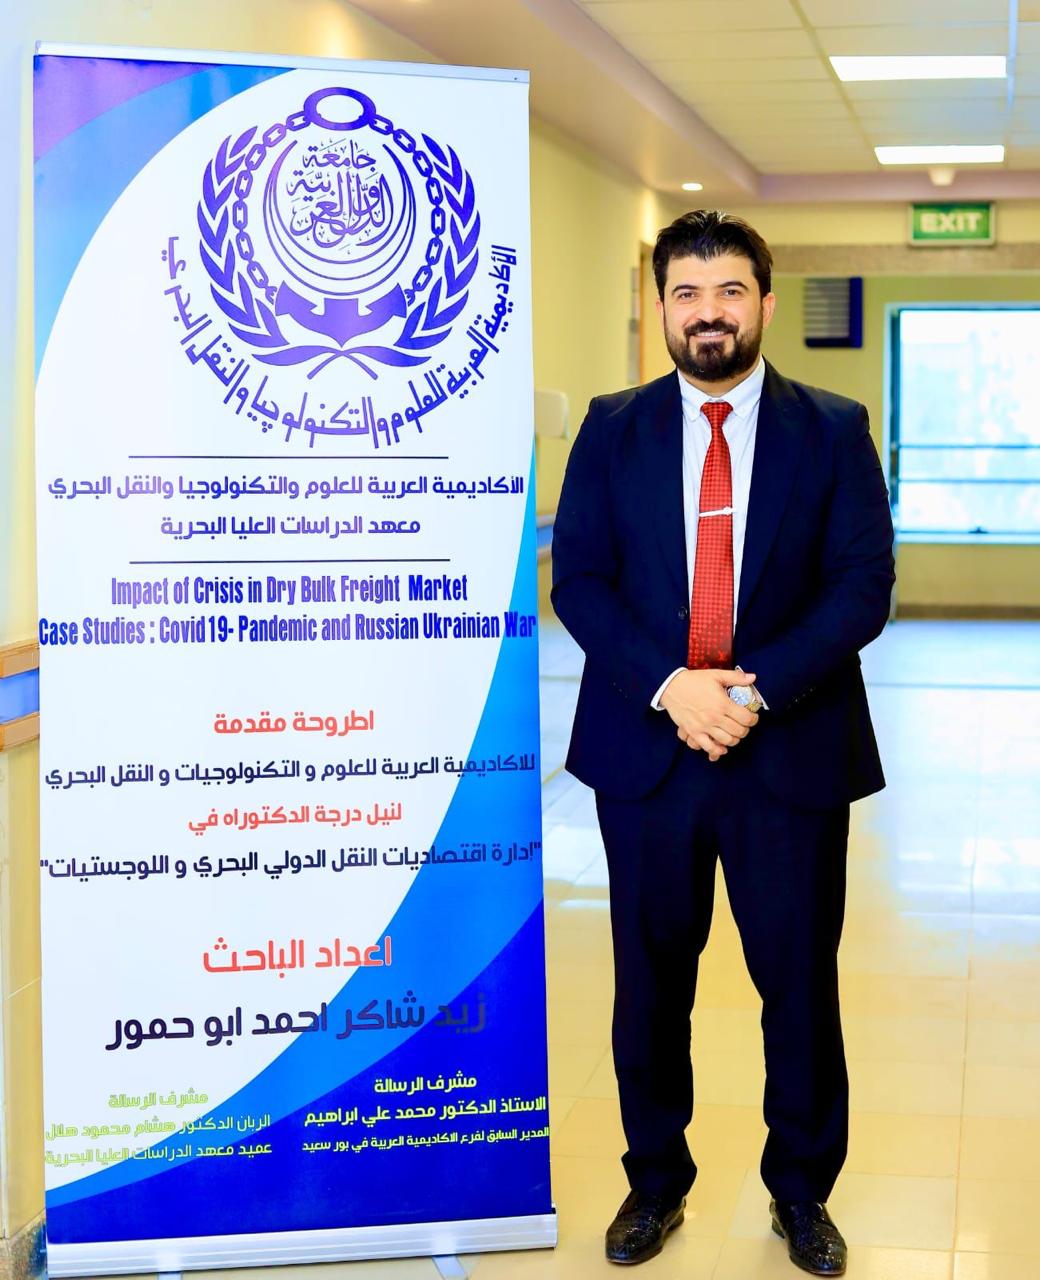 جامعة
الدول العربية
الأكاديمية العربية للعلوم والتكنولوجيا والنقل البحري
الأكاديمية العربية للعلوم والتكنولوجيا والنقل البحري
معهد الدراسات العليا البحرية
Impact of Crisis in Dry Bulk Freight Market
Case Studies : Covid 19- Pandemic and Russian Ukrainian War
اطروحة مقدمة
للاكاديمية العربية للعلوم و التكنولوجيات و النقل البحري
لنيل درجة الدكتوراه في
"إدارة اقتصاديات النقل الدولي البحري و اللوجستيات"
اعداد الباحث
زيد شاكر احمد ابو حمور
مشرف الرسالة
الاستاذ الدكتور محمد علي ابراهيم
المدير السابق لفرع الاكاديمية العربية في بور سعيد
مشرف الرسالة
الربان الدكتور هشام محمود هلال
عميد معهد الدراسات العليا البحرية
EXIT